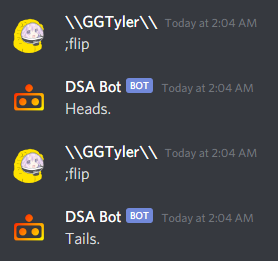 \\GGTyler\\ Today at 2:04 AM
;flip
DSA Bot BOT Today at 2:04 AM
Heads.
\\GGTyler\\ Today at 2:04 AM
;flip
DSA Bot BOT Today at 2:04 AM
Tails.